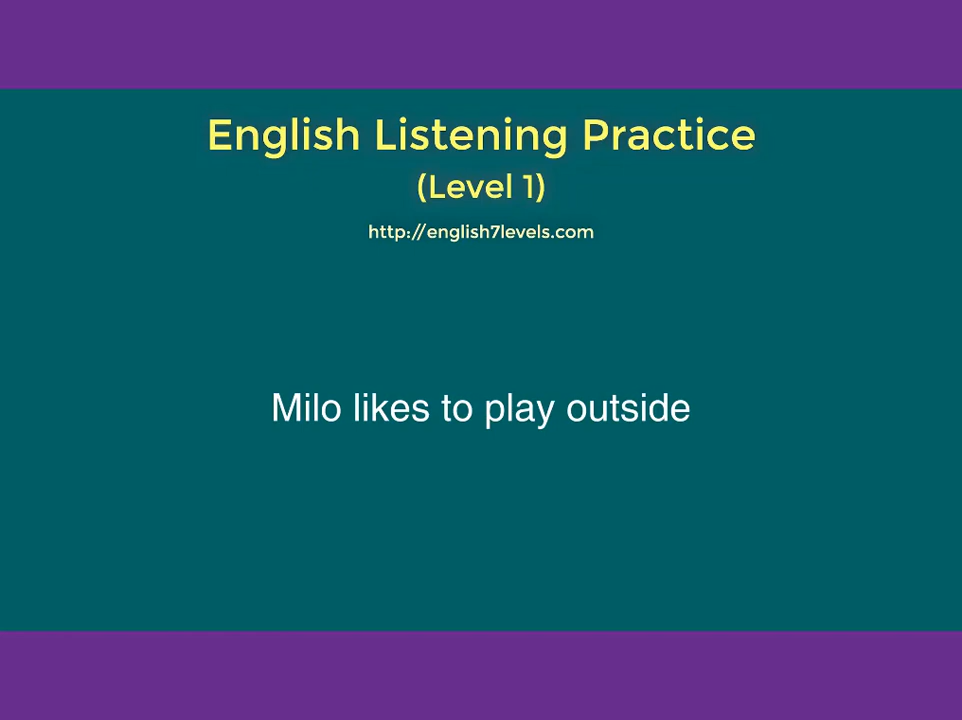 English Listening Practice
(Level 1)
http://english7levels.com
Milo likes to play outside